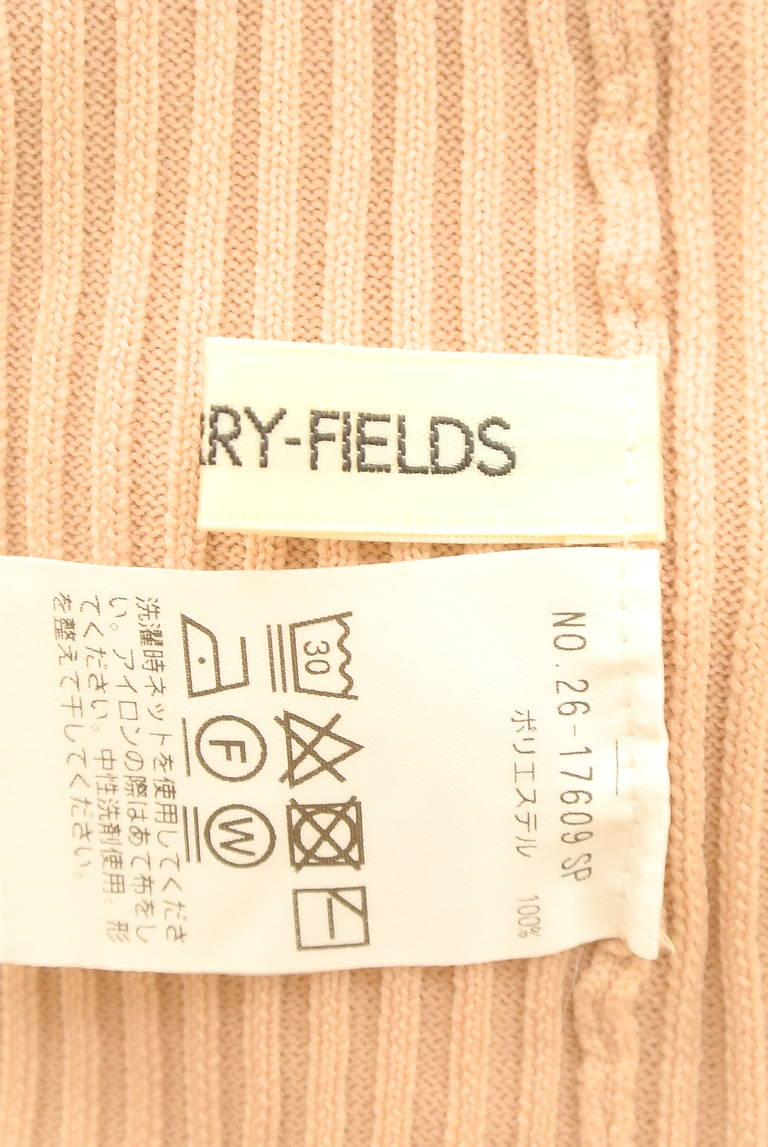 RRY-FIELDS
NO.26-17609 SP
ポリエステル 100%
30
F
W
洗濯時ネットを使用してくださ
い。アイロンの際はあて布をし
てください。中性洗剤使用。形
を整えて干してください。